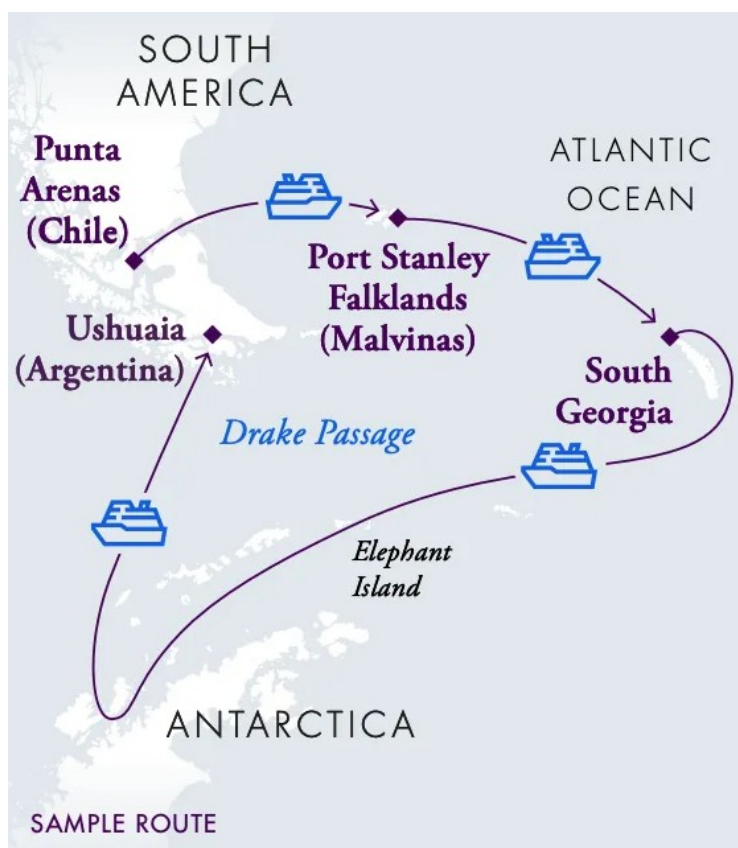 SOUTH
AMERICA
Punta
Arenas
(Chile)
ATLANTIC
OCEAN
Port Stanley
Falklands
(Malvinas)
Ushuaia
(Argentina)
South
Georgia
Drake Passage
Elephant
Island
ANTARCTICA
SAMPLE ROUTE